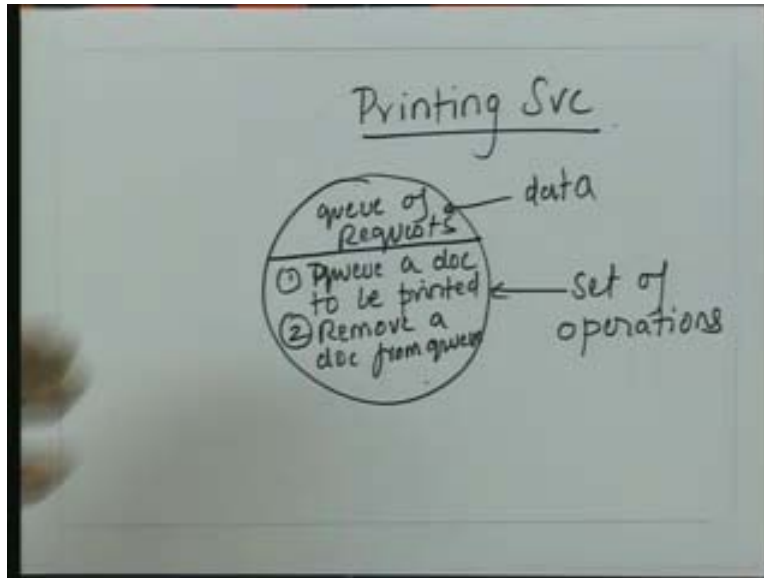 Printing Svc
queue of
Requests
data
① Pqueue a doc
to be printed
② Remove a
doc from queue
set of
operations